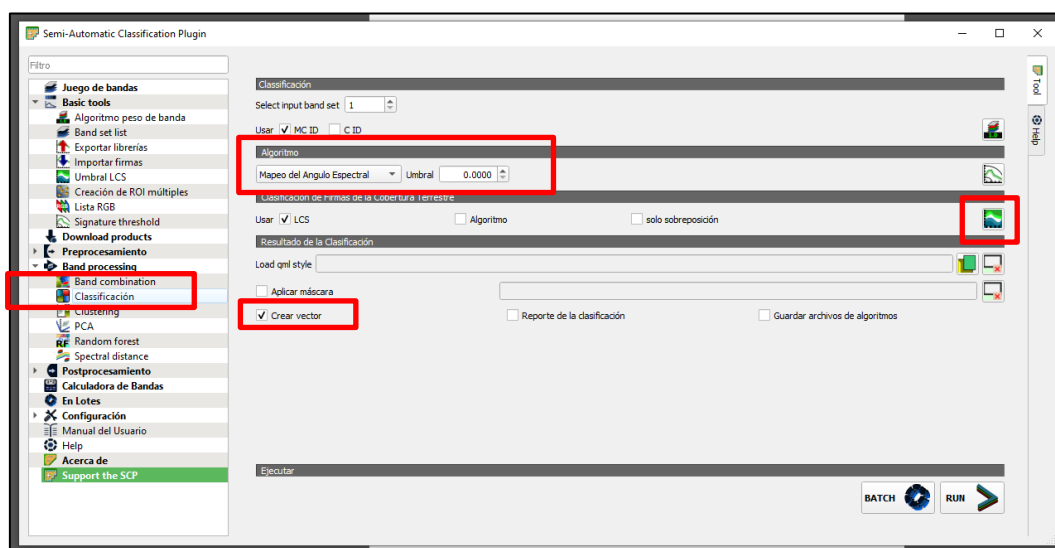 Semi-Automatic Classification Plugin
Filtro
Juego de bandas
Basic tools
Algoritmo peso de banda
Band set list
Exportar librerías
Importar firmas
Umbral LCS
Creación de ROI múltiples
Lista RGB
Signature threshold
Download products
Preprocesamiento
Band processing
Band combination
Clasificación
Clustering
PCA
RF Random forest
Spectral distance
Postprocesamiento
Calculadora de Bandas
En Lotes
Configuración
Manual del Usuario
Help
Acerca de
Support the SCP
Clasificación
Select input band set 1
Usar MC ID C ID
Algoritmo
Mapeo del Angulo Espectral Umbral 0.0000
Clasificación de Firmas de la Cobertura Terrestre
Usar LCS Algoritmo solo sobreposición
Resultado de la Clasificación
Load qml style
Aplicar máscara
Crear vector Reporte de la clasificación Guardar archivos de algoritmos
Ejecutar
BATCH RUN
Tool
Help